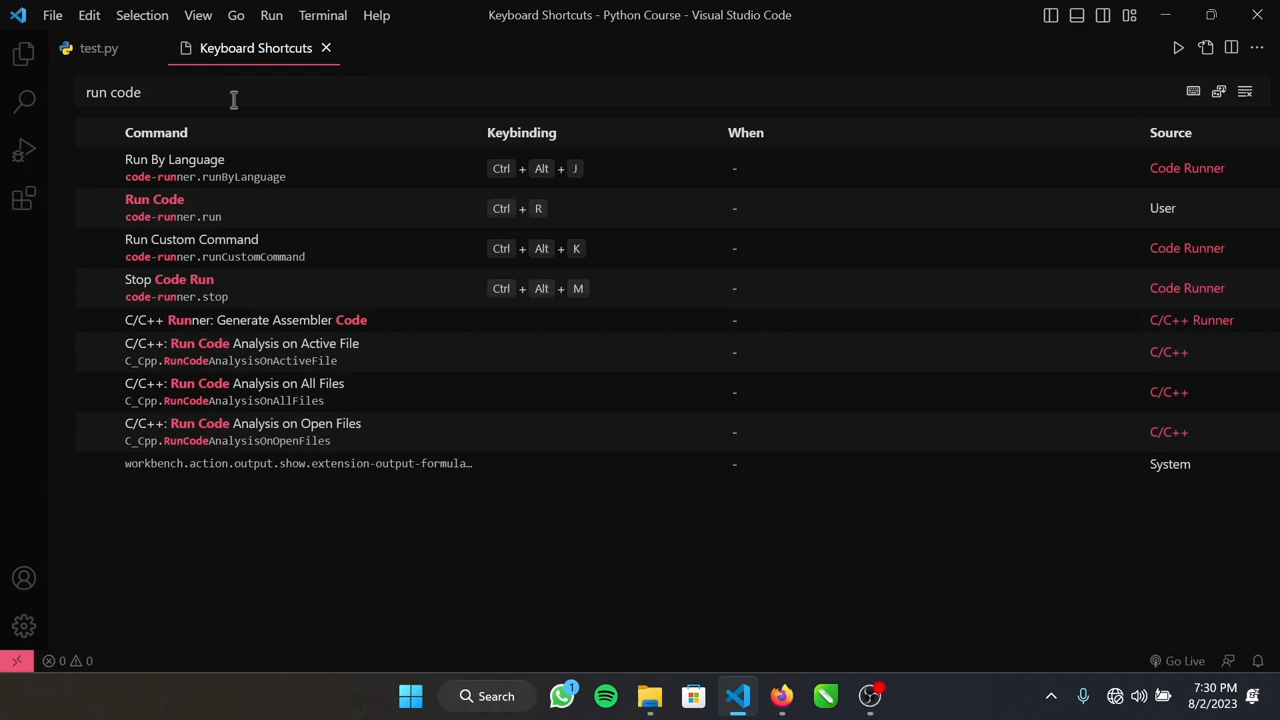 File Edit Selection View Go Run Terminal Help
Keyboard Shortcuts - Python Course - Visual Studio Code
test.py
Keyboard Shortcuts
run code
Command Keybinding When Source
Run By Language
code-runner.runByLanguage
Ctrl + Alt + J
-
Code Runner
Run Code
code-runner.run
Ctrl + R
-
User
Run Custom Command
code-runner.runCustomCommand
Ctrl + Alt + K
-
Code Runner
Stop Code Run
code-runner.stop
Ctrl + Alt + M
-
Code Runner
C/C++ Runner: Generate Assembler Code
-
C/C++ Runner
C/C++: Run Code Analysis on Active File
C_Cpp.RunCodeAnalysisOnActiveFile
-
C/C++
C/C++: Run Code Analysis on All Files
C_Cpp.RunCodeAnalysisOnAllFiles
-
C/C++
C/C++: Run Code Analysis on Open Files
C_Cpp.RunCodeAnalysisOnOpenFiles
-
C/C++
workbench.action.output.show.extension-output-formula…
-
System
0 0
Go Live
Search
1
7:30 PM
8/2/2023